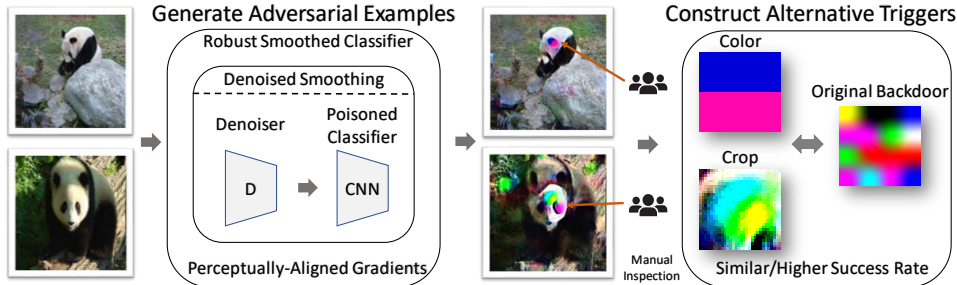 Generate Adversarial Examples
Robust Smoothed Classifier
Denoised Smoothing
Denoiser
Poisoned
Classifier
D
CNN
Perceptually-Aligned Gradients
Manual
Inspection
Construct Alternative Triggers
Color
Original Backdoor
Crop
Similar/Higher Success Rate